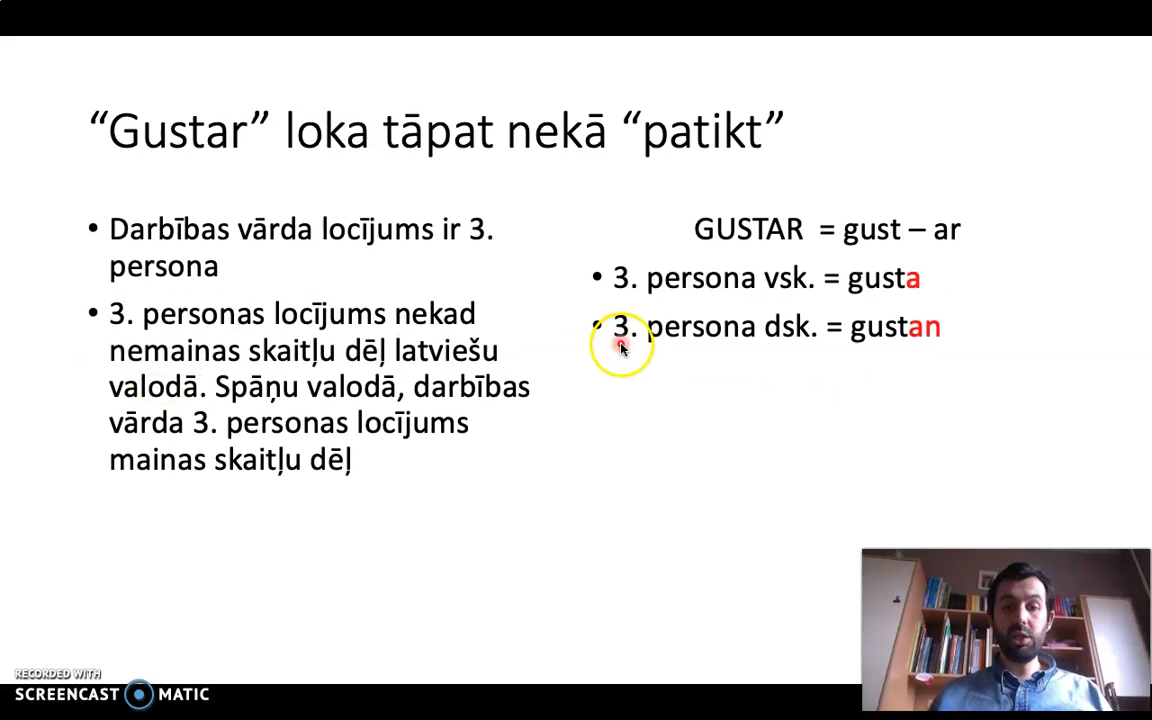 “Gustar” loka tāpat nekā “patikt”
• Darbības vārda locījums ir 3.
persona
• 3. personas locījums nekad
nemainas skaitļu dēļ latviešu
valodā. Spāņu valodā, darbības
vārda 3. personas locījums
mainas skaitļu dēļ
GUSTAR = gust – ar
• 3. persona vsk. = gusta
• 3. persona dsk. = gustan
RECORDED WITH
SCREENCAST MATIC